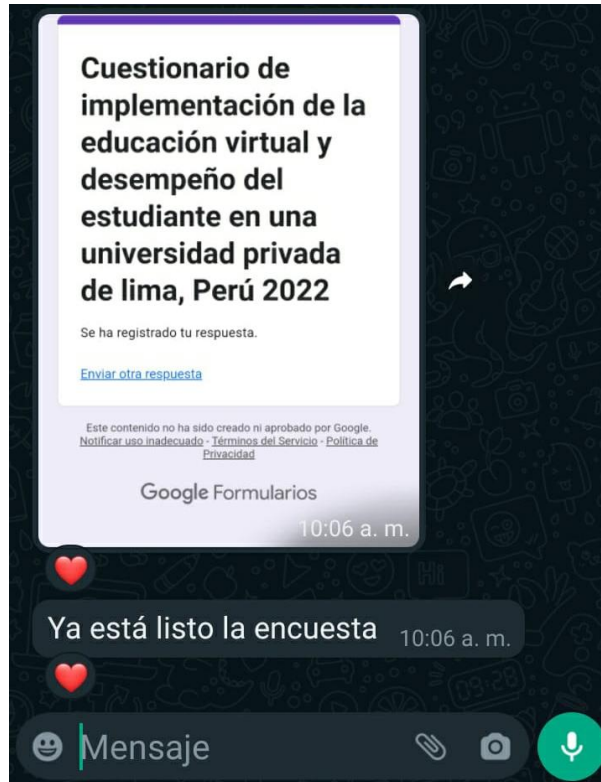 Cuestionario de
implementación de la
educación virtual y
desempeño del
estudiante en una
universidad privada
de lima, Perú 2022
Se ha registrado tu respuesta.
Enviar otra respuesta
Este contenido no ha sido creado ni aprobado por Google.
Notificar uso inadecuado - Términos del Servicio - Política de
Privacidad
Google Formularios
10:06 a. m.
Ya está listo la encuesta 10:06 a. m.
Mensaje